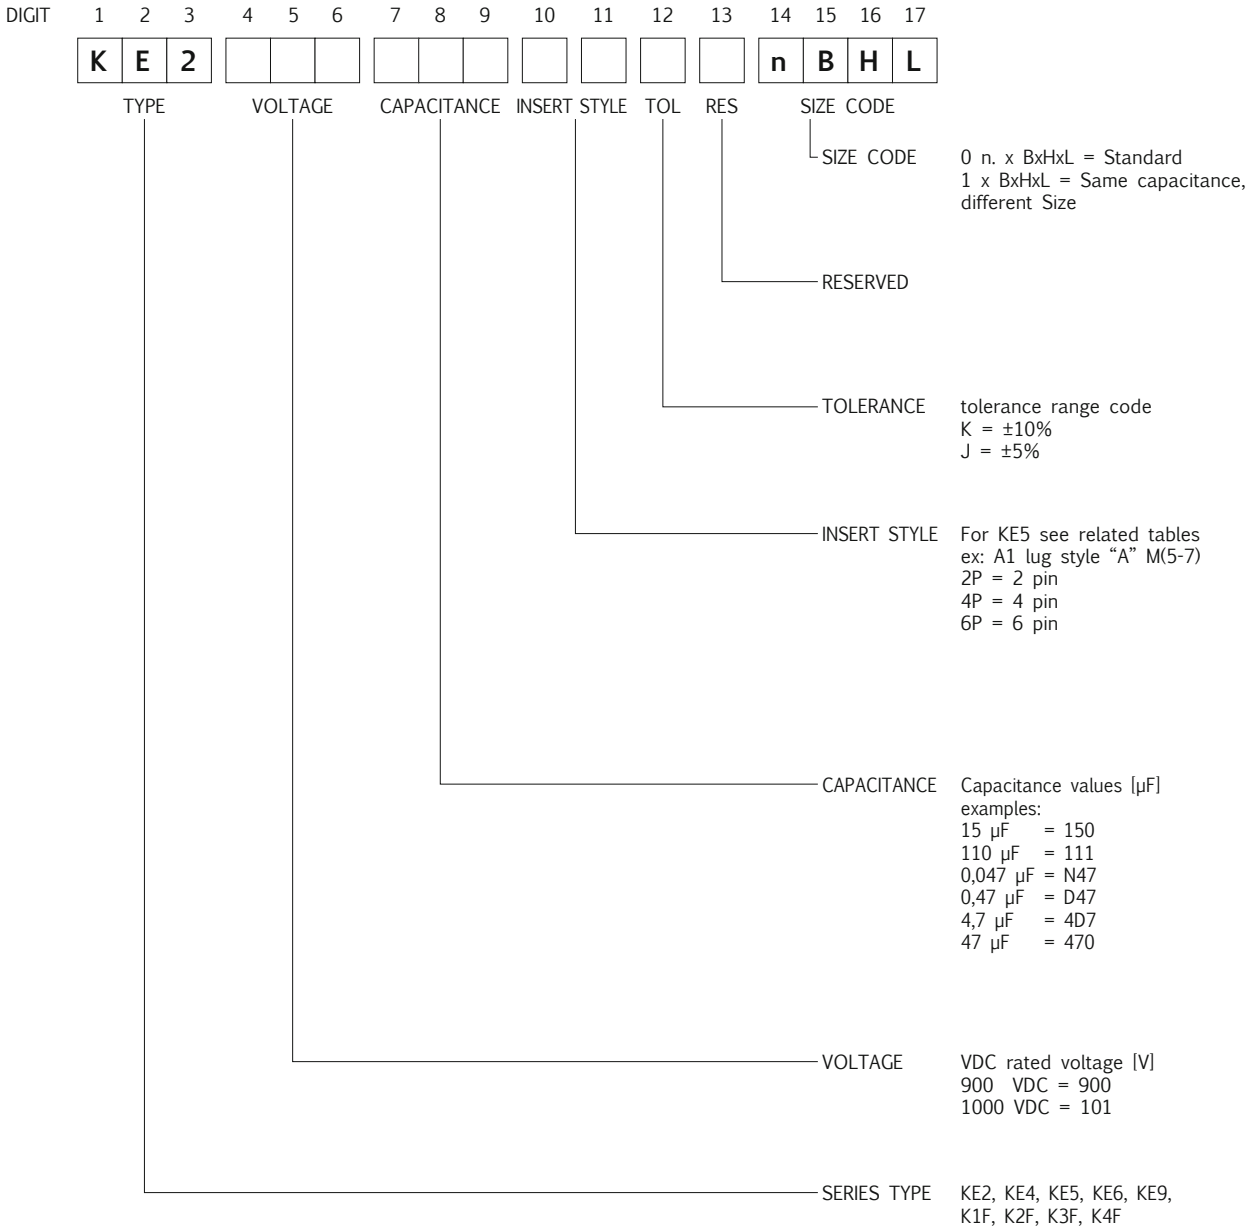 DIGIT 1 2 3 4 5 6 7 8 9 10 11 12 13 14 15 16 17
K E 2 n B H L
TYPE VOLTAGE CAPACITANCE INSERT STYLE TOL RES SIZE CODE
SIZE CODE 0 n. x BxHxL = Standard
1 x BxHxL = Same capacitance,
different Size
RESERVED
TOLERANCE tolerance range code
K = ±10%
J = ±5%
INSERT STYLE For KE5 see related tables
ex: A1 lug style “A” M(5-7)
2P = 2 pin
4P = 4 pin
6P = 6 pin
CAPACITANCE Capacitance values [µF]
examples:
15 µF = 150
110 µF = 111
0,047 µF = N47
0,47 µF = D47
4,7 µF = 4D7
47 µF = 470
VOLTAGE VDC rated voltage [V]
900 VDC = 900
1000 VDC = 101
SERIES TYPE KE2, KE4, KE5, KE6, KE9,
K1F, K2F, K3F, K4F